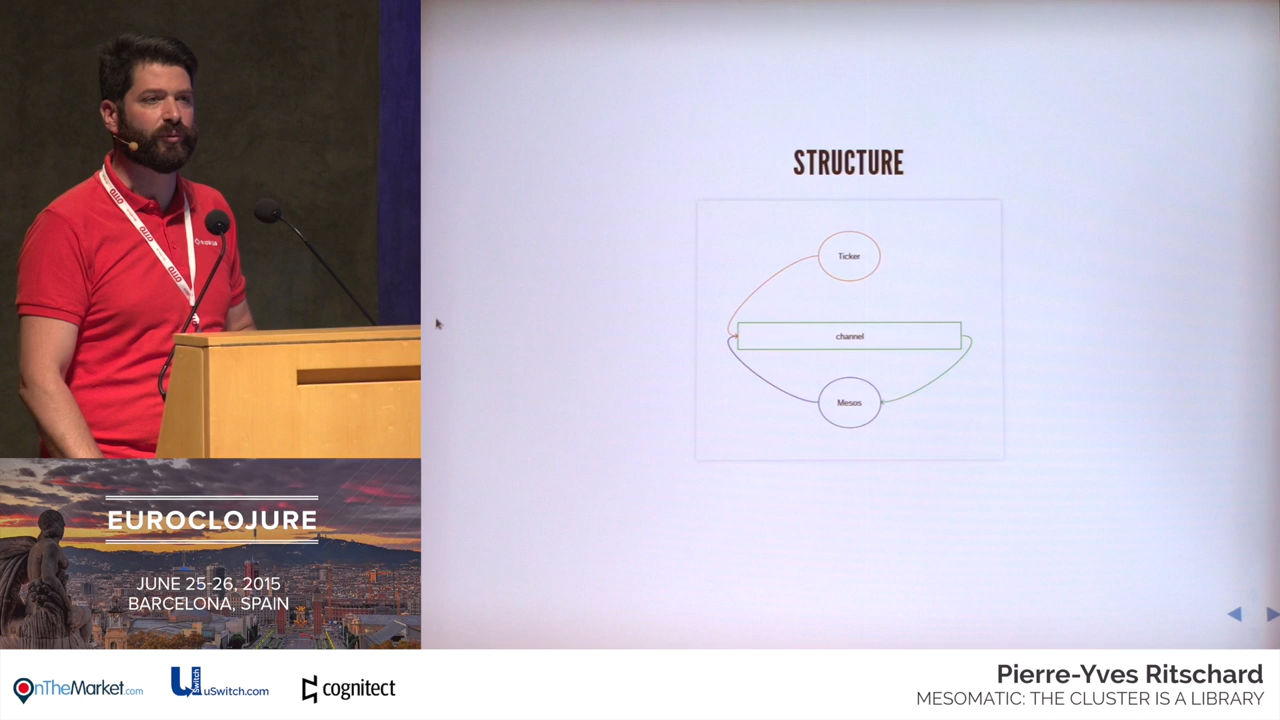 STRUCTURE
Ticker
channel
Mesos
EUROCLOJURE
JUNE 25-26, 2015
BARCELONA, SPAIN
OnTheMarket.com
uSwitch
uSwitch.com
cognitect
Pierre-Yves Ritschard
MESOMATIC: THE CLUSTER IS A LIBRARY